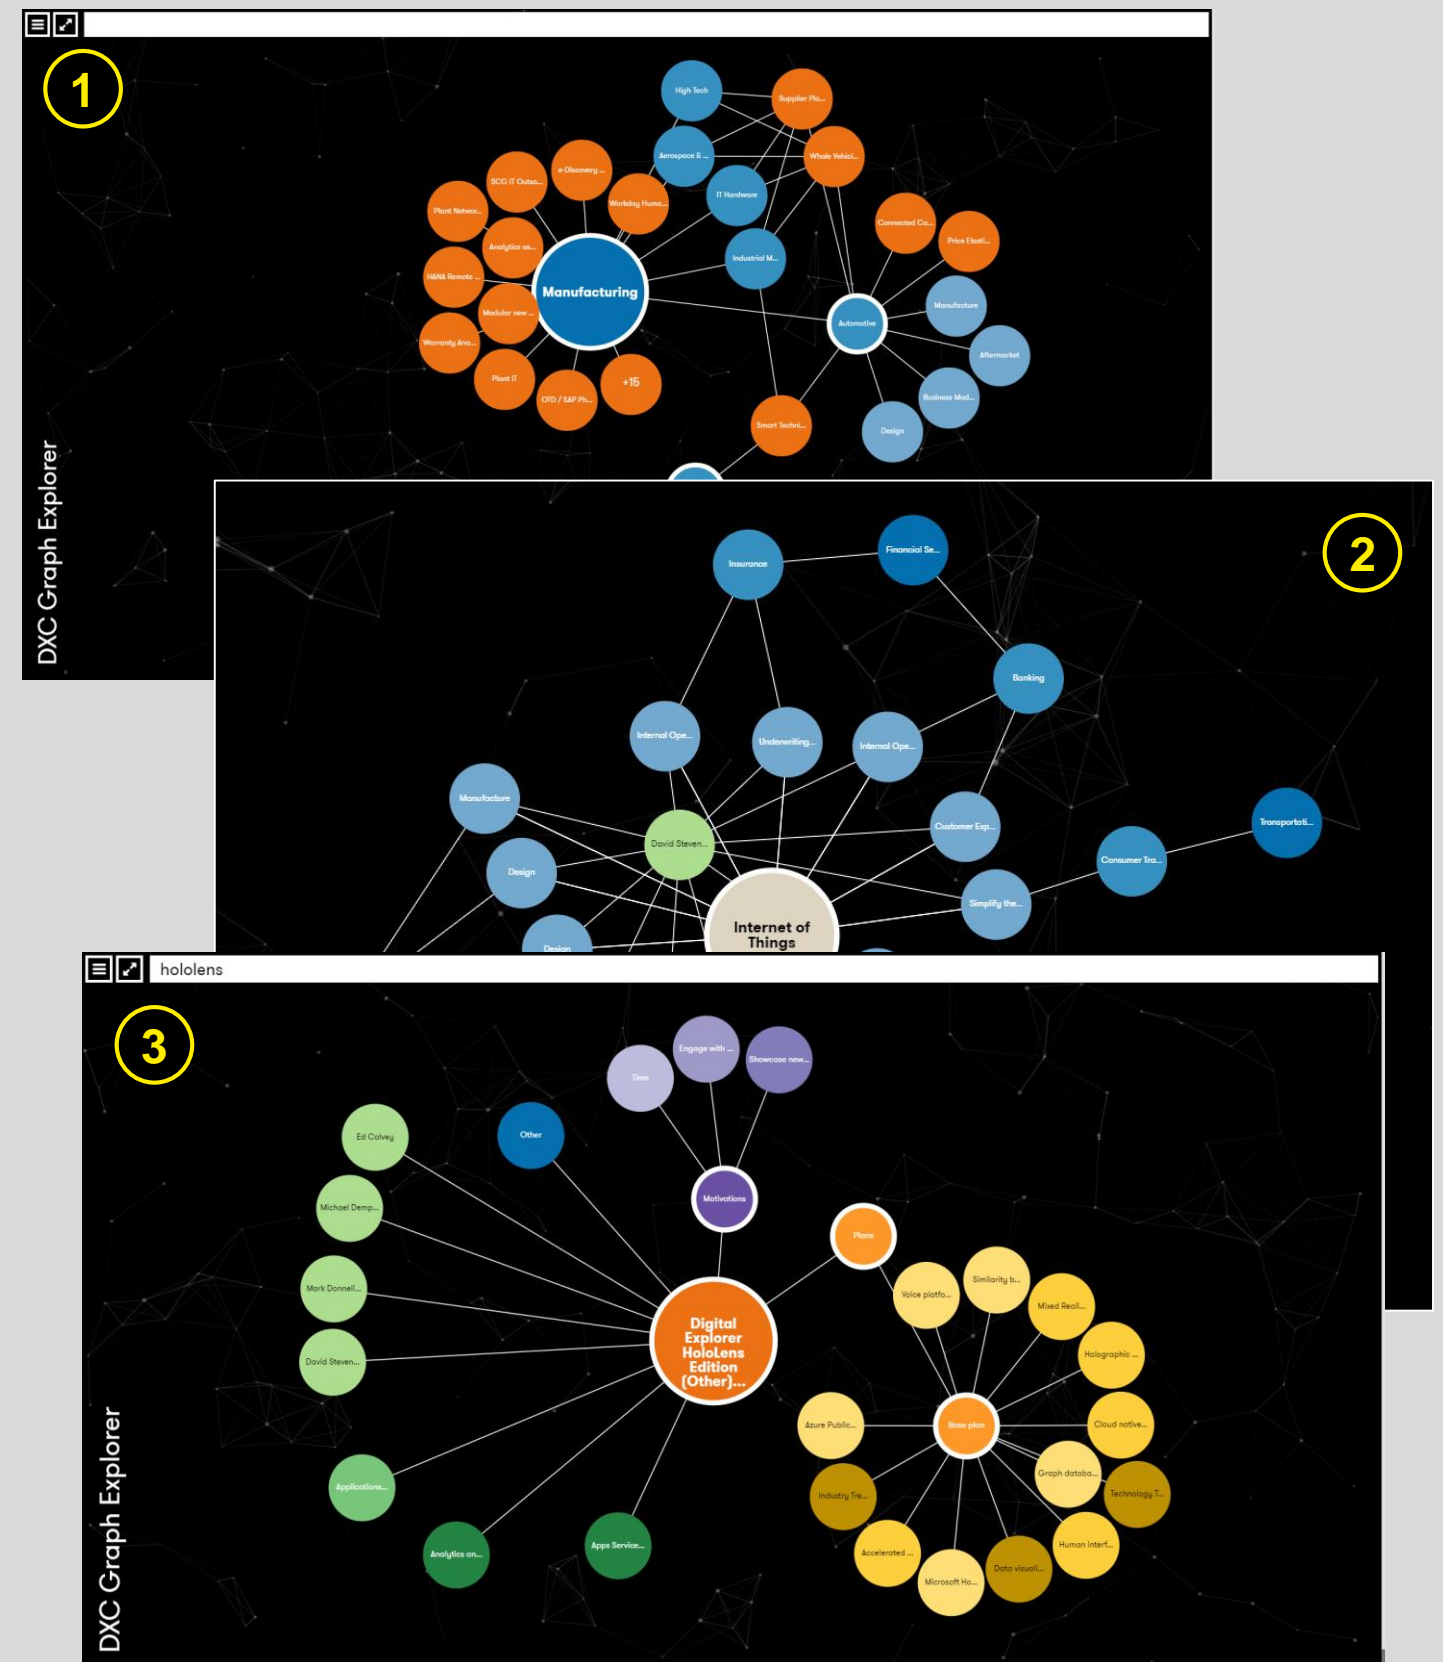 1
High Tech
Supplier Pla...
Aerospace & ...
Whole Vehicl...
e-Discovery ...
SCG IT Outso...
IT Hardware
Workday Huma...
Plant Networ...
Connected Ca...
Price Elasti...
Analytics as...
Industrial M...
HANA Remote ...
Manufacturing
Manufacture
Modular new ...
Automotive
Warranty Ana...
Aftermarket
Plant IT
+15
OTD / SAP Ph...
Business Mod...
Smart Techni...
Design
DXC Graph Explorer
2
Financial Se...
Insurance
Banking
Internal Ope...
Underwriting...
Internal Ope...
Manufacture
Customer Exp...
Transportati...
David Steven...
Consumer Tra...
Design
Simplify the...
Internet of
Things
Design
hololens
3
Engage with ...
Showcase new...
Time
Ed Calvey
Other
Motivations
Michael Demp...
Plans
Similarity b...
Mark Donnell...
Voice platfo...
Mixed Reali...
Digital
Explorer
HoloLens
Edition
(Other)...
Holographic ...
David Steven...
Azure Public...
Base plan
Cloud native...
Applications...
Graph databa...
Industry Tre...
Technology T...
Apps Service...
Human interf...
Analytics an...
Accelerated ...
Data visuali...
Microsoft Ho...
DXC Graph Explorer